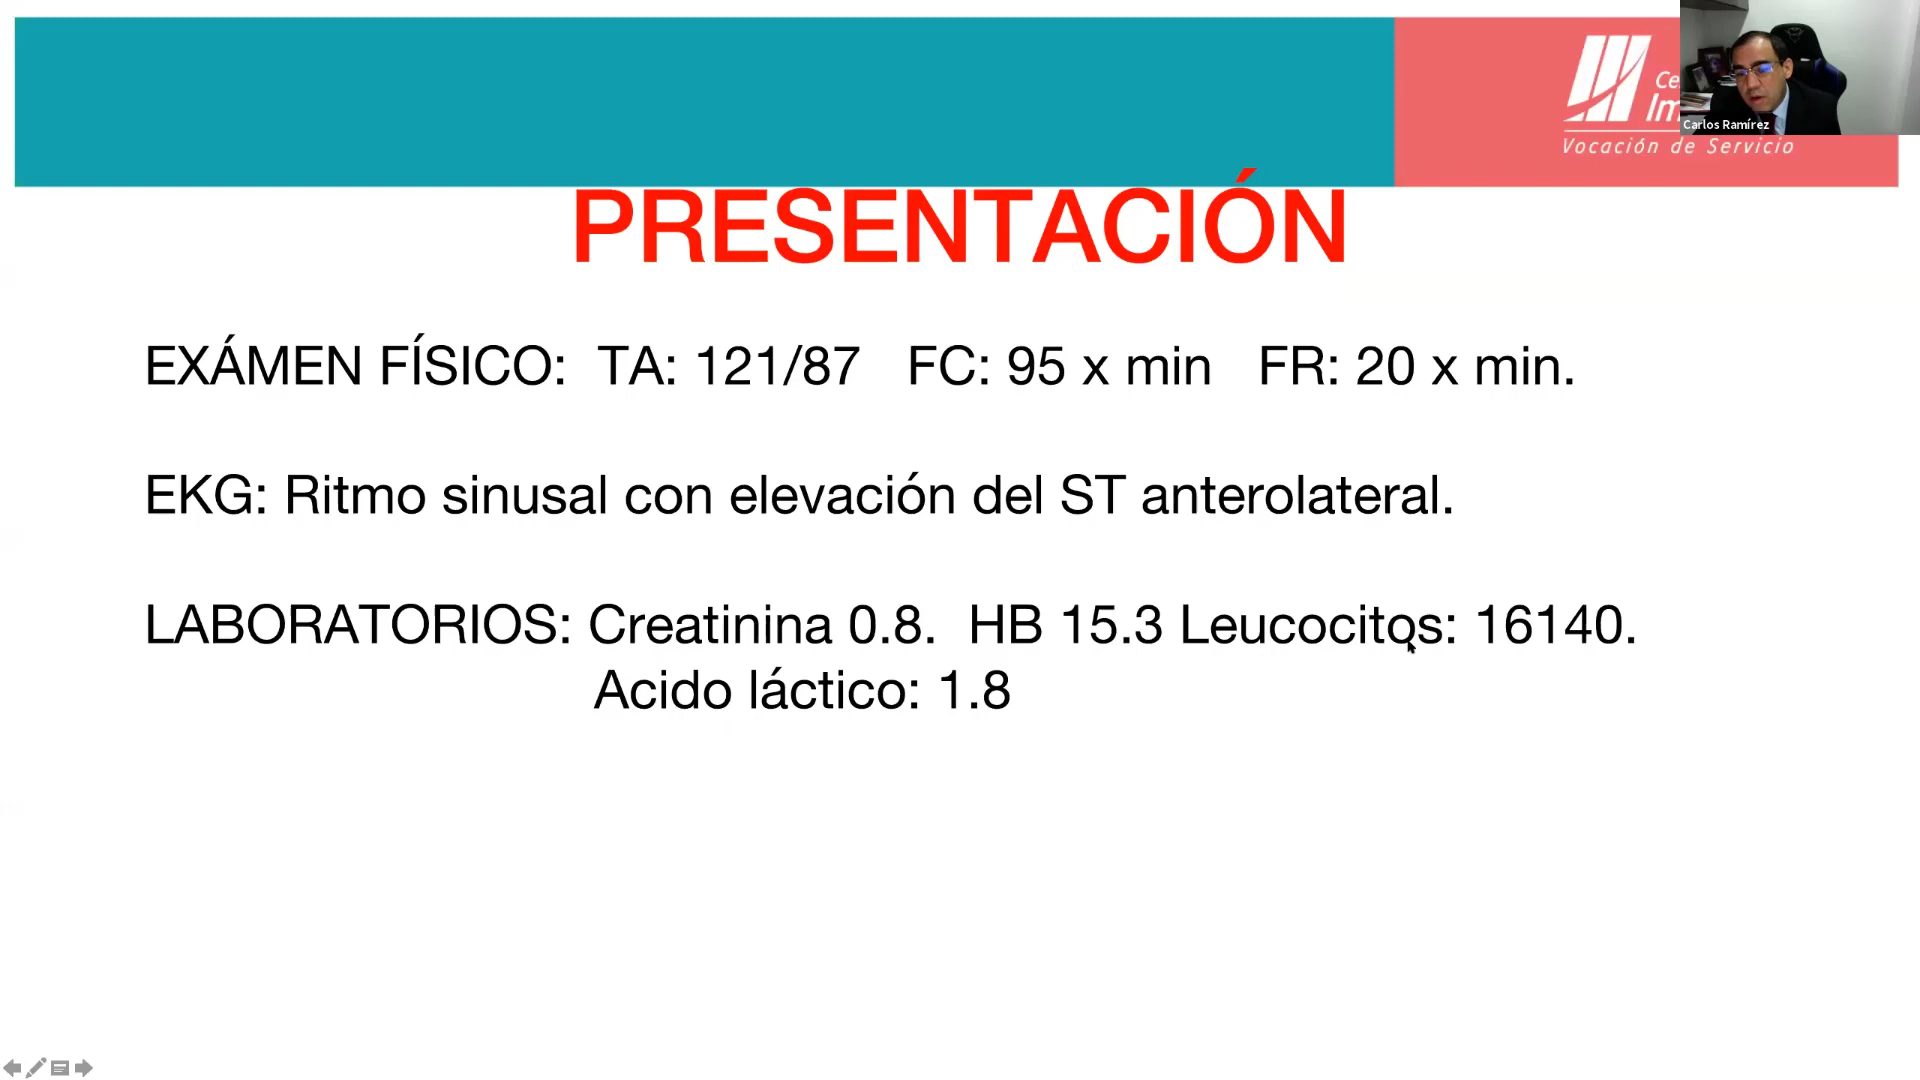 Vocación de Servicio
Carlos Ramírez
PRESENTACIÓN
EXÁMEN FÍSICO: TA: 121/87 FC: 95 x min FR: 20 x min.
EKG: Ritmo sinusal con elevación del ST anterolateral.
LABORATORIOS: Creatinina 0.8. HB 15.3 Leucocitos: 16140.
Acido láctico: 1.8